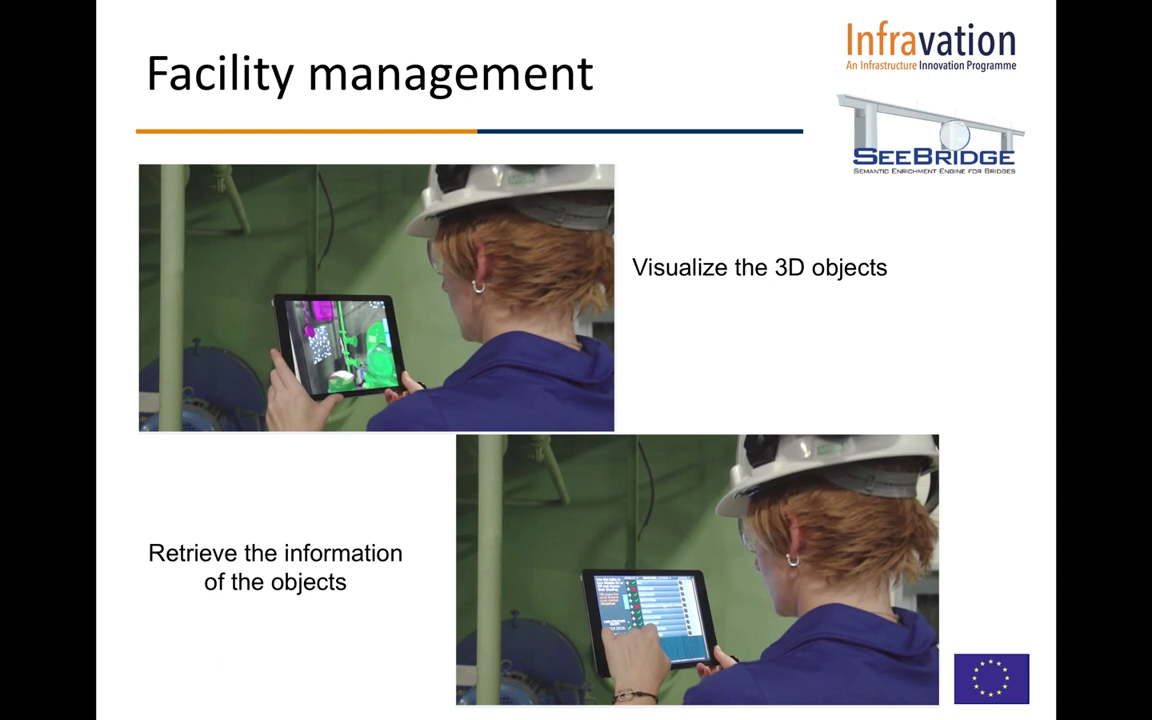 Facility management
Infravation
An Infrastructure Innovation Programme
SEEBRIDGE
SEMANTIC ENRICHMENT ENGINE FOR BRIDGES
Visualize the 3D objects
Retrieve the information
of the objects